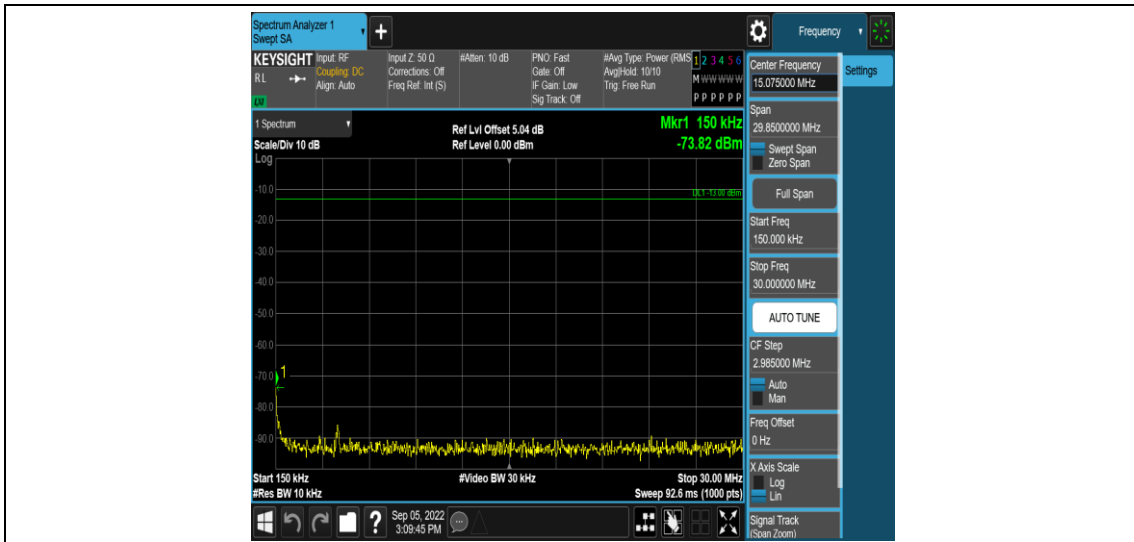 Spectrum Analyzer 1
Swept SA
+
Frequency
KEYSIGHT
RL
LXI
Input: RF
Coupling: DC
Align: Auto
Input Z: 50 Ω
Corrections: Off
Freq Ref: Int (S)
#Atten: 10 dB
PNO: Fast
Gate: Off
IF Gain: Low
Sig Track: Off
#Avg Type: Power (RMS
Avg|Hold: 10/10
Trig: Free Run
1 2 3 4 5 6
M W W W W W
P P P P P P
1 Spectrum
Scale/Div 10 dB
Log
Ref Lvl Offset 5.04 dB
Ref Level 0.00 dBm
Mkr1 150 kHz
-73.82 dBm
DL1 -13.00 dBm
-10.0
-20.0
-30.0
-40.0
-50.0
-60.0
-70.0
1
-80.0
-90.0
Start 150 kHz
#Video BW 30 kHz
Stop 30.00 MHz
#Res BW 10 kHz
Sweep 92.6 ms (1000 pts)
Center Frequency
15.075000 MHz
Settings
Span
29.8500000 MHz
Swept Span
Zero Span
Full Span
Start Freq
150.000 kHz
Stop Freq
30.000000 MHz
AUTO TUNE
CF Step
2.985000 MHz
Auto
Man
Freq Offset
0 Hz
X Axis Scale
Log
Lin
Signal Track
(Span Zoom)
?
Sep 05, 2022
3:09:45 PM